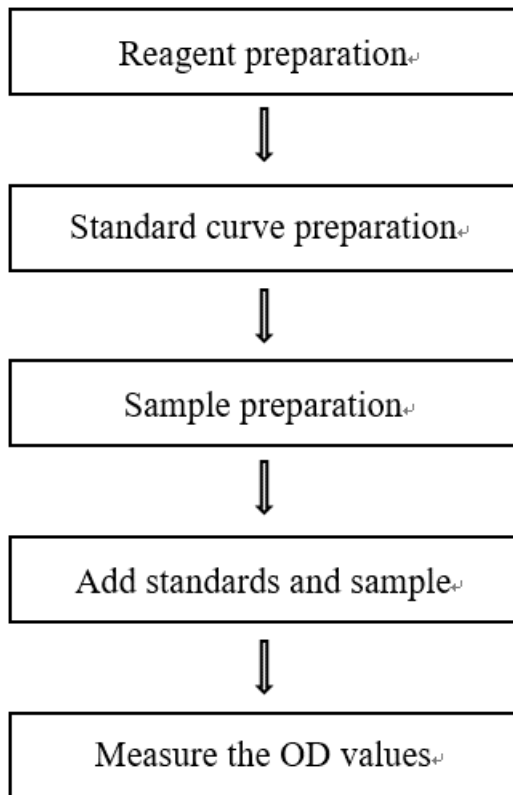 Reagent preparation
Standard curve preparation
Sample preparation
Add standards and sample
Measure the OD values